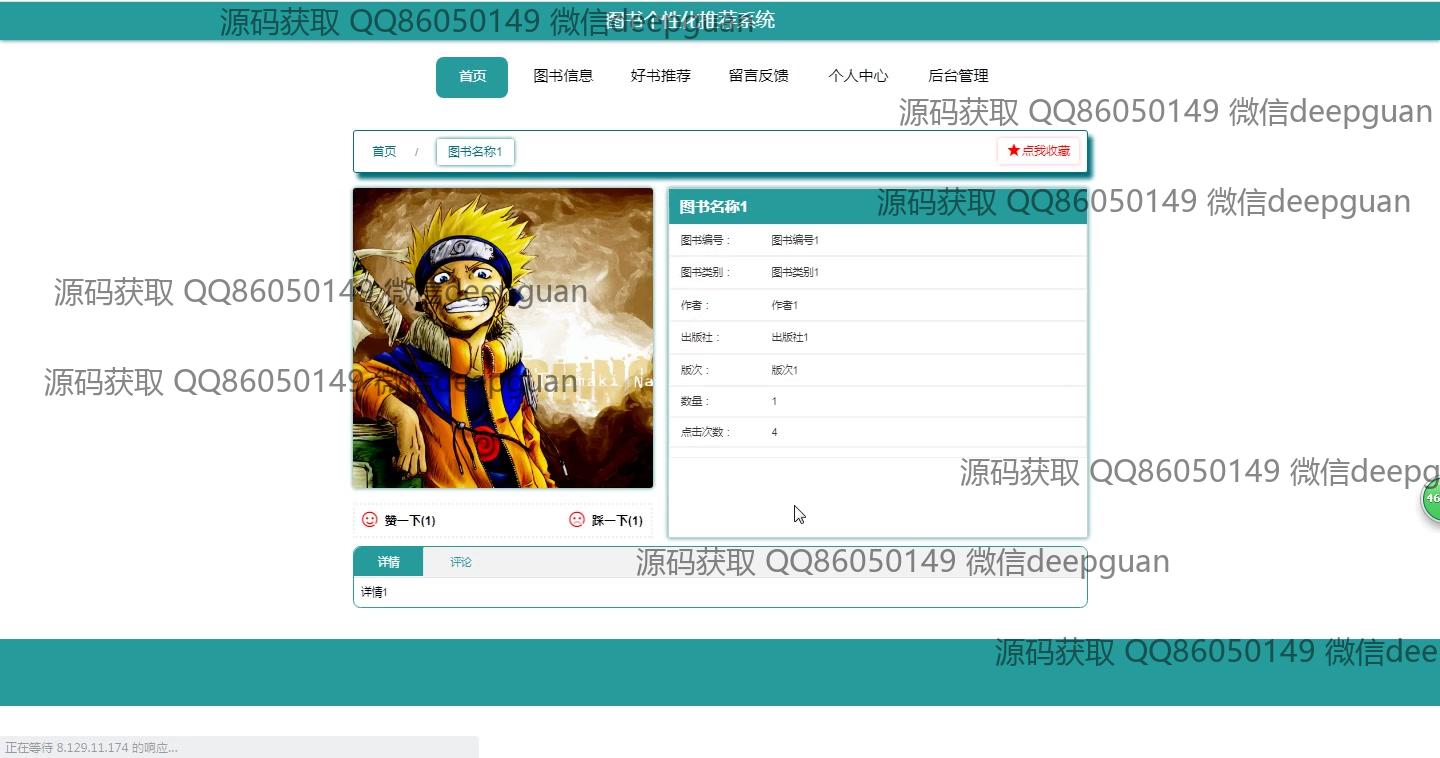 图书个性化推荐系统
源码获取 QQ86050149 微信deepguan
首页 图书信息 好书推荐 留言反馈 个人中心 后台管理
源码获取 QQ86050149 微信deepguan
首页 / 图书名称1 点我收藏
图书名称1
源码获取 QQ86050149 微信deepguan
图书编号： 图书编号1
图书类别： 图书类别1
源码获取 QQ86050149 微信deepguan
作者： 作者1
出版社： 出版社1
版次： 版次1
源码获取 QQ86050149 微信deepguan
数量： 1
点击次数： 4
源码获取 QQ86050149 微信deepg
46
赞一下(1) 踩一下(1)
详情 评论
源码获取 QQ86050149 微信deepguan
详情1
源码获取 QQ86050149 微信dee
正在等待 8.129.11.174 的响应...